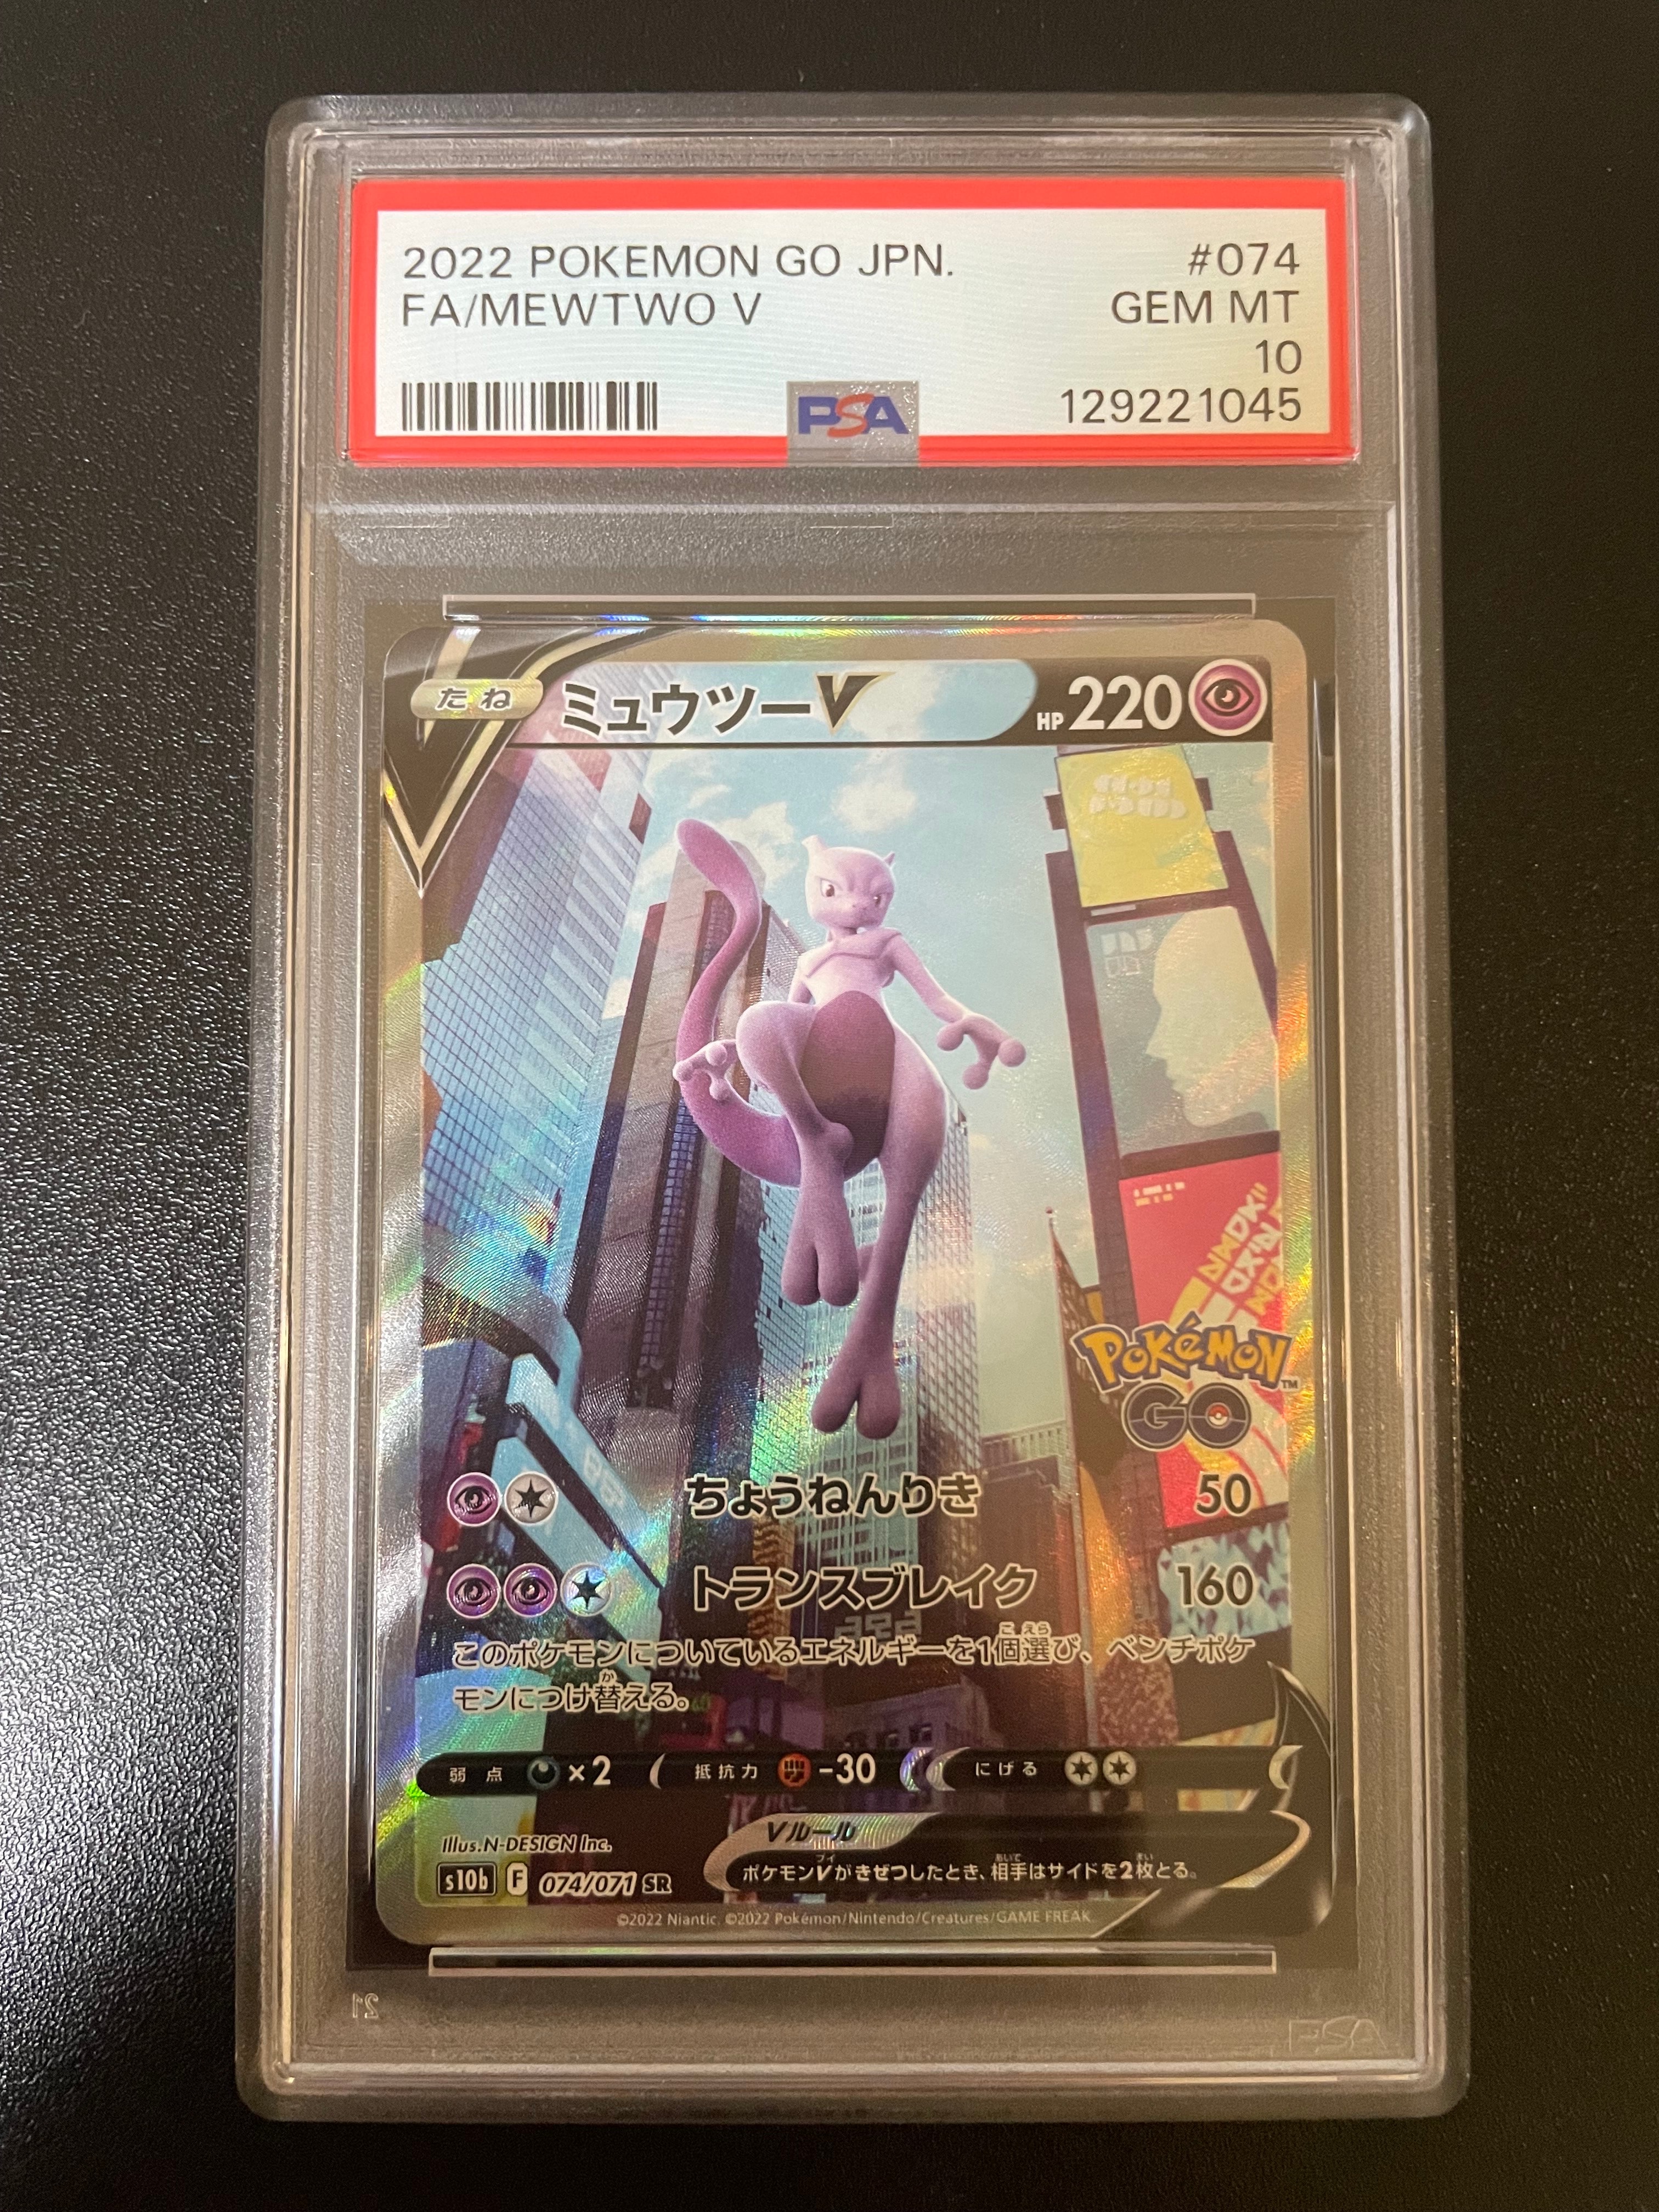 2022 POKEMON GO JPN. #074
FA/MEWTWO V GEM MT
10
PSA 129221045
たね ミュウツーV HP 220
POKéMON™
GO
ちょうねんりき 50
トランスブレイク 160
このポケモンについているエネルギーを1個選び、ベンチポケ
モンにつけ替える。
弱点 ×2 抵抗力 -30 にげる
Illus. N-DESIGN Inc.
Vルール
s10b F 074/071 SR
ポケモンVがきぜつしたとき、相手はサイドを2枚とる。
©2022 Niantic. ©2022 Pokémon/Nintendo/Creatures/GAME FREAK
PSA